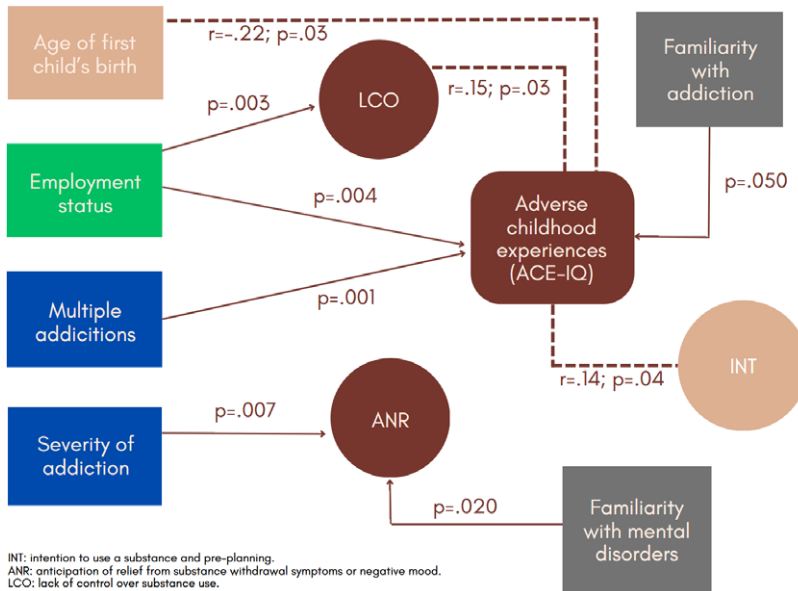 Age of first
child's birth
r=-.22; p=.03
Familiarity
with
addiction
LCO
p=.003
r=.15; p=.03
Employment
status
p=.004
Adverse
childhood
experiences
(ACE-IQ)
p=.050
Multiple
addicitions
p=.001
INT
r=.14; p=.04
Severity of
addiction
p=.007
ANR
p=.020
Familiarity
with mental
disorders
INT: intention to use a substance and pre-planning.
ANR: anticipation of relief from substance withdrawal symptoms or negative mood.
LCO: lack of control over substance use.